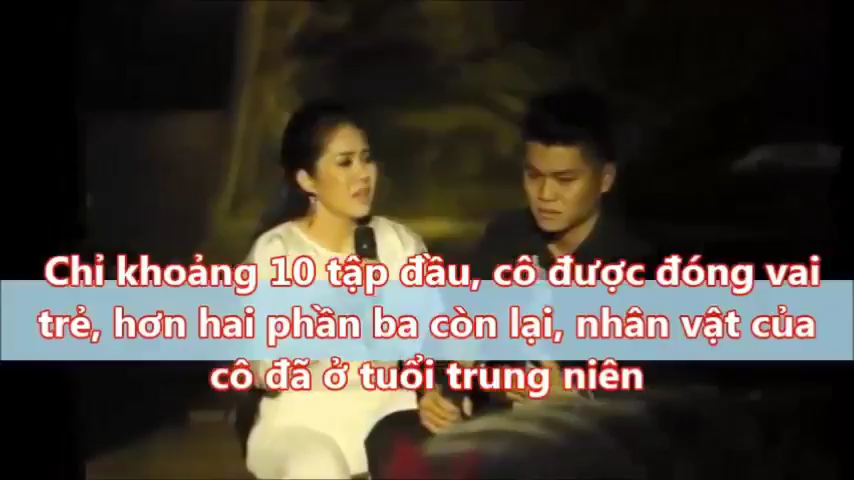 Chỉ khoảng 10 tập đầu, cô được đóng vai
trẻ, hơn hai phần ba còn lại, nhân vật của
cô đã ở tuổi trung niên